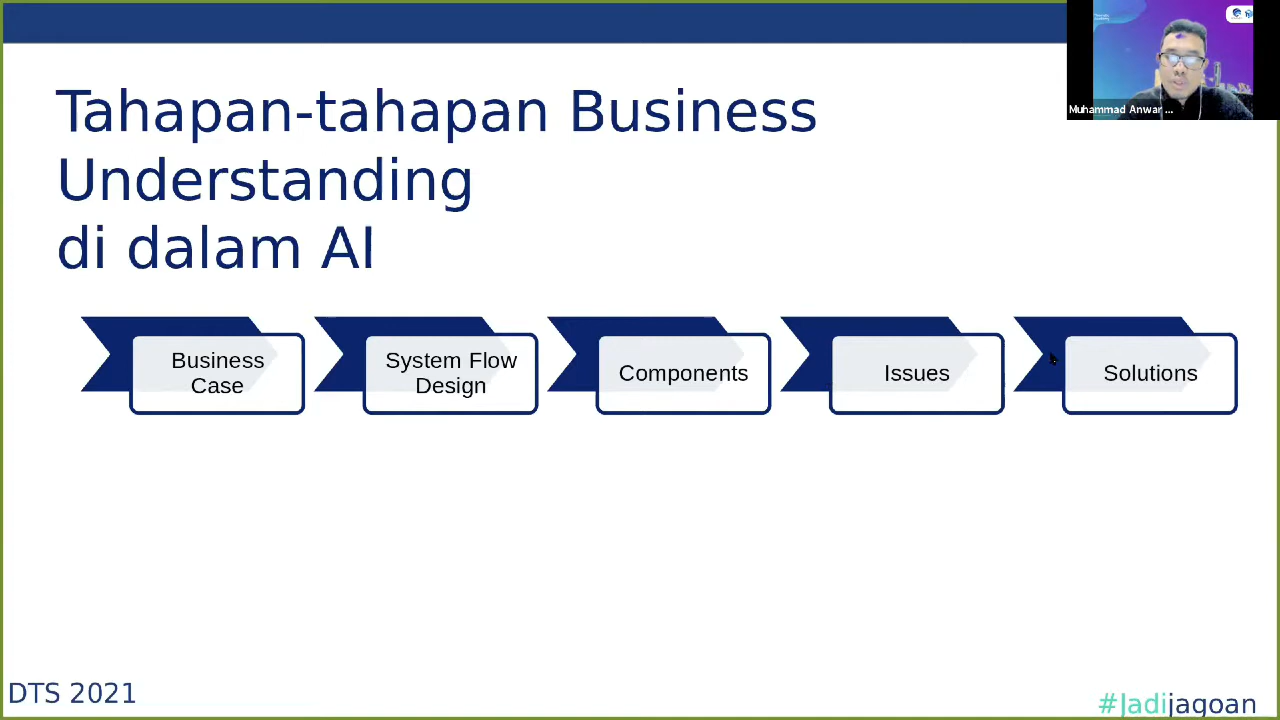 Tahapan-tahapan Business
Understanding
di dalam AI
Muhammad Anwar ...
Business
Case
System Flow
Design
Components
Issues
Solutions
DTS 2021
#Jadijagoan